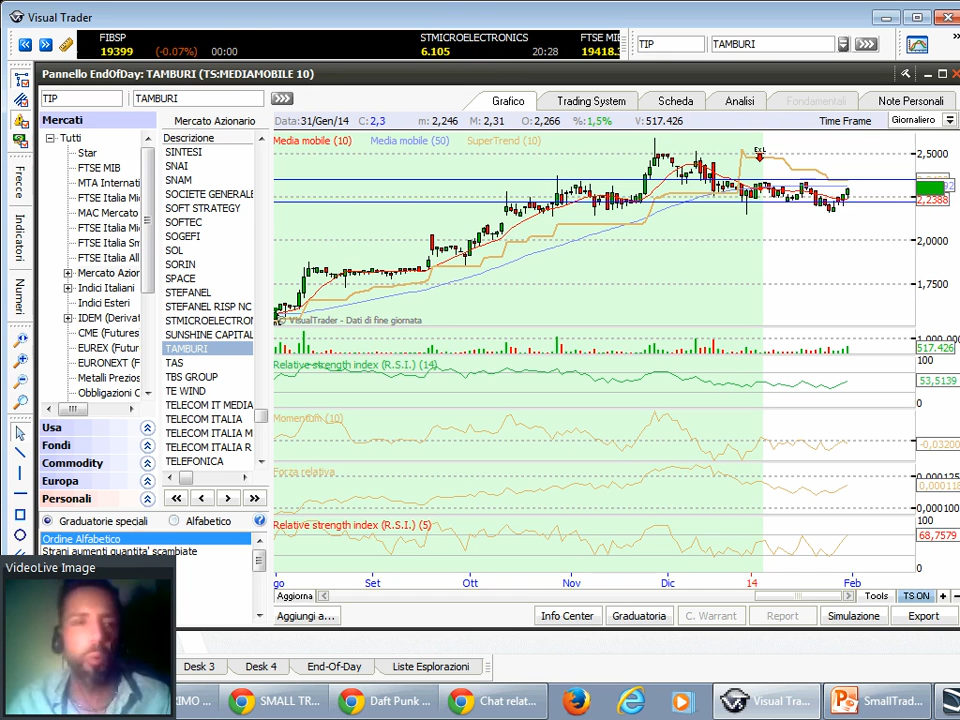 Visual Trader
FIBSP
19399 (-0.07%) 00:00
STMICROELECTRONICS
6.105 20:28
FTSE MIB
19418.
TIP TAMBURI
Pannello EndOfDay: TAMBURI (TS:MEDIAMOBILE 10)
TIP TAMBURI
Grafico Trading System Scheda Analisi Fondamentali Note Personali
Mercati
Mercato Azionario
Data:31/Gen/14 C:2,3 m: 2,246 M: 2,31 O: 2,266 %:1,5% V:517.426 Time Frame Giornaliero
Tutti
Star
FTSE MIB
MTA Internati
FTSE Italia Mi
MAC Mercato
FTSE Italia Mi
FTSE Italia Sm
FTSE Italia All
Mercato Azior
Indici Italiani
Indici Esteri
IDEM (Deriva
CME (Futures
EUREX (Futur
EURONEXT (F
Metalli Prezios
Obbligazioni C
Usa
Fondi
Commodity
Europa
Personali
Descrizione
SINTESI
SNAI
SNAM
SOCIETE GENERALE
SOFT STRATEGY
SOFTEC
SOGEFI
SOL
SORIN
SPACE
STEFANEL
STEFANEL RISP NC
STMICROELECTRON
SUNSHINE CAPITAL
TAMBURI
TAS
TBS GROUP
TE WIND
TELECOM IT MEDIA
TELECOM ITALIA
TELECOM ITALIA M
TELECOM ITALIA R
TELEFONICA
Frecce
Indicatori
Numeri
Graduatorie speciali Alfabetico
Ordine Alfabetico
Strani aumenti quantita' scambiate
Media mobile (10) Media mobile (50) SuperTrend (10)
ExL
2,5000
2,2388
2,0000
1,7500
© VisualTrader - Dati di fine giornata
1.000.000
517.426
Relative strength index (R.S.I.) (14)
100
53,5139
0
Momentum (10)
-0,03200
Forza relativa
0,000125
0,000118
0,000100
Relative strength index (R.S.I.) (5)
100
68,7579
0
go Set Ott Nov Dic 14 Feb
Aggiorna Tools TS ON
Aggiungi a... Info Center Graduatoria C. Warrant Report Simulazione Export
VideoLive Image
Desk 3 Desk 4 End-Of-Day Liste Esplorazioni
RIMO ... SMALL TR... Daft Punk ... Chat relat... Visual Tra... SmallTrad...